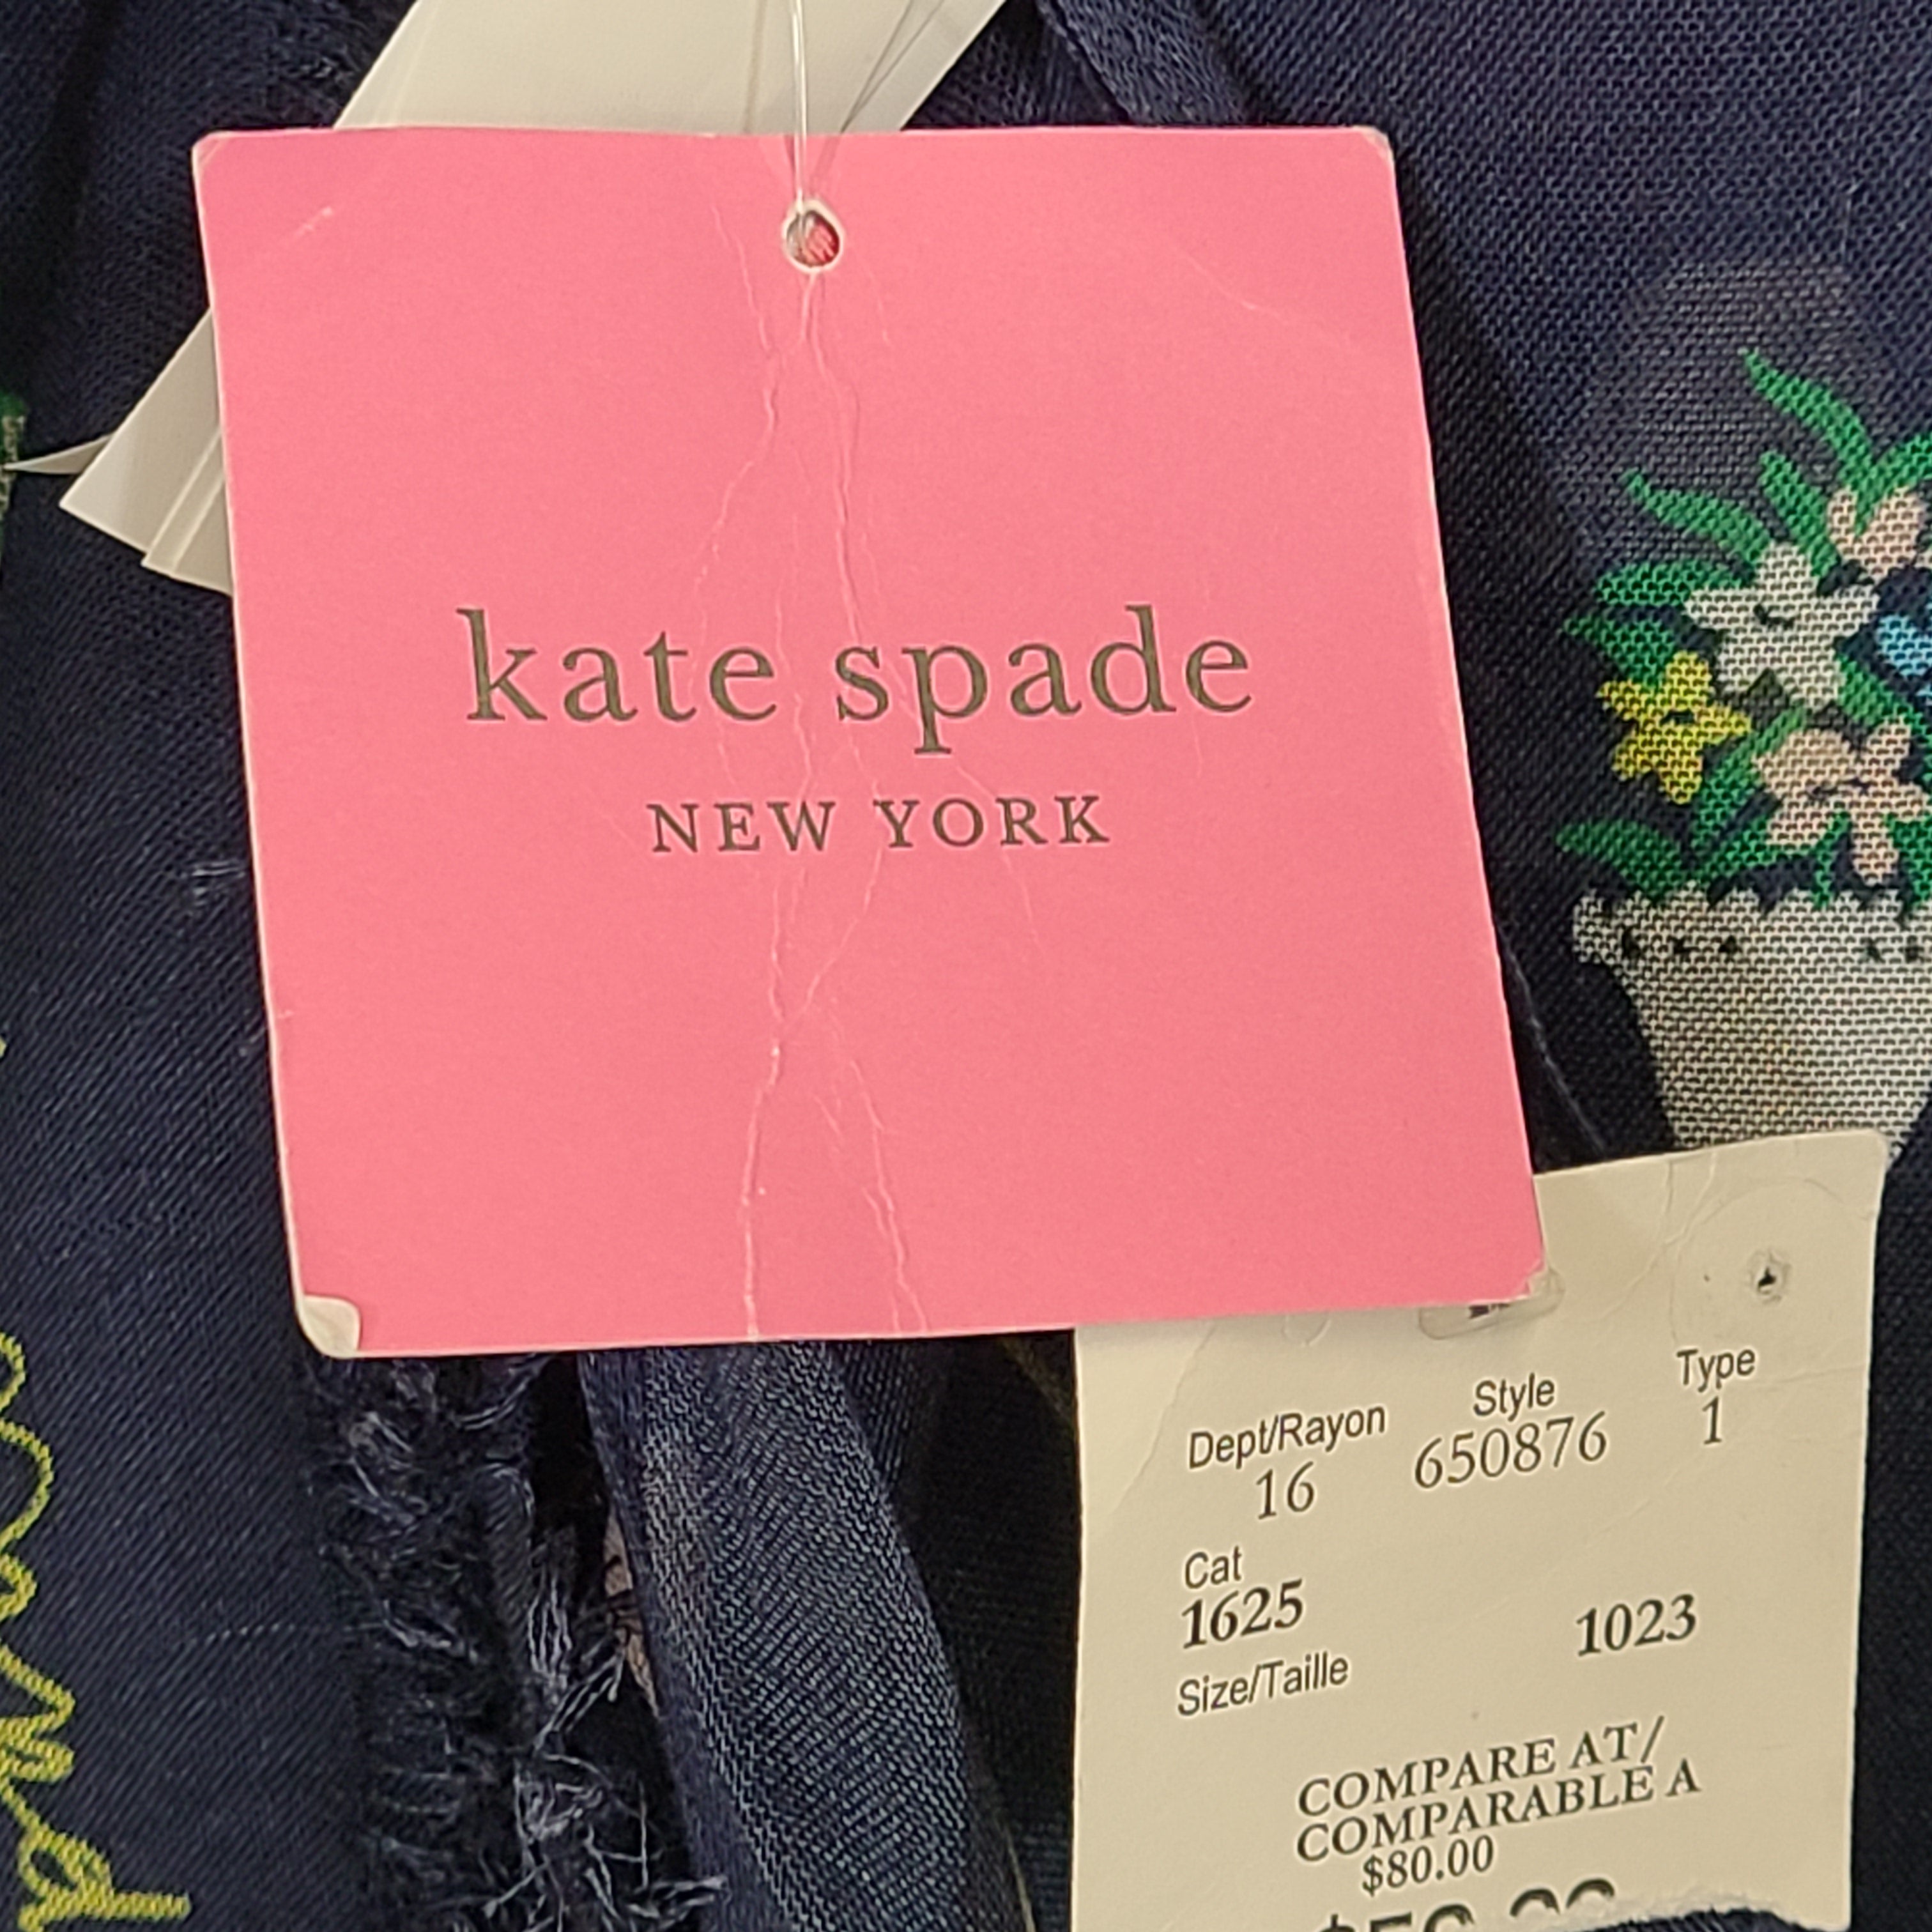 kate spade
NEW YORK
Dept/Rayon Style Type
16 650876 1
Cat
1625 1023
Size/Taille
COMPARE AT/
COMPARABLE A
$80.00